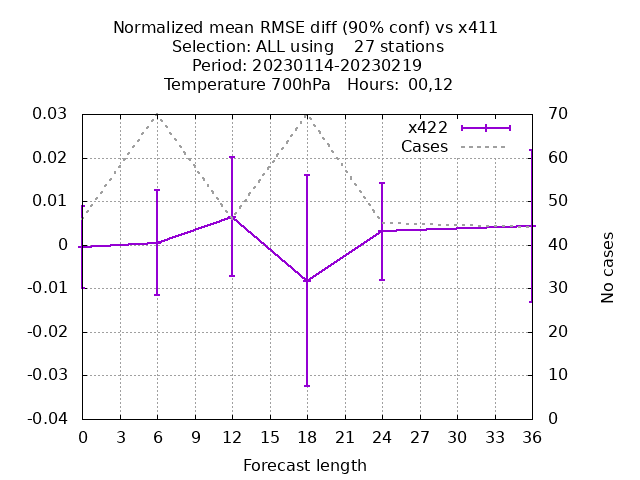 Normalized mean RMSE diff (90% conf) vs x411
Selection: ALL using    27 stations
Period: 20230114-20230219
Temperature 700hPa   Hours:  00,12
x422
Cases
0.03
0.02
0.01
0
-0.01
-0.02
-0.03
-0.04
70
60
50
40
30
20
10
0
No cases
0 3 6 9 12 15 18 21 24 27 30 33 36
Forecast length